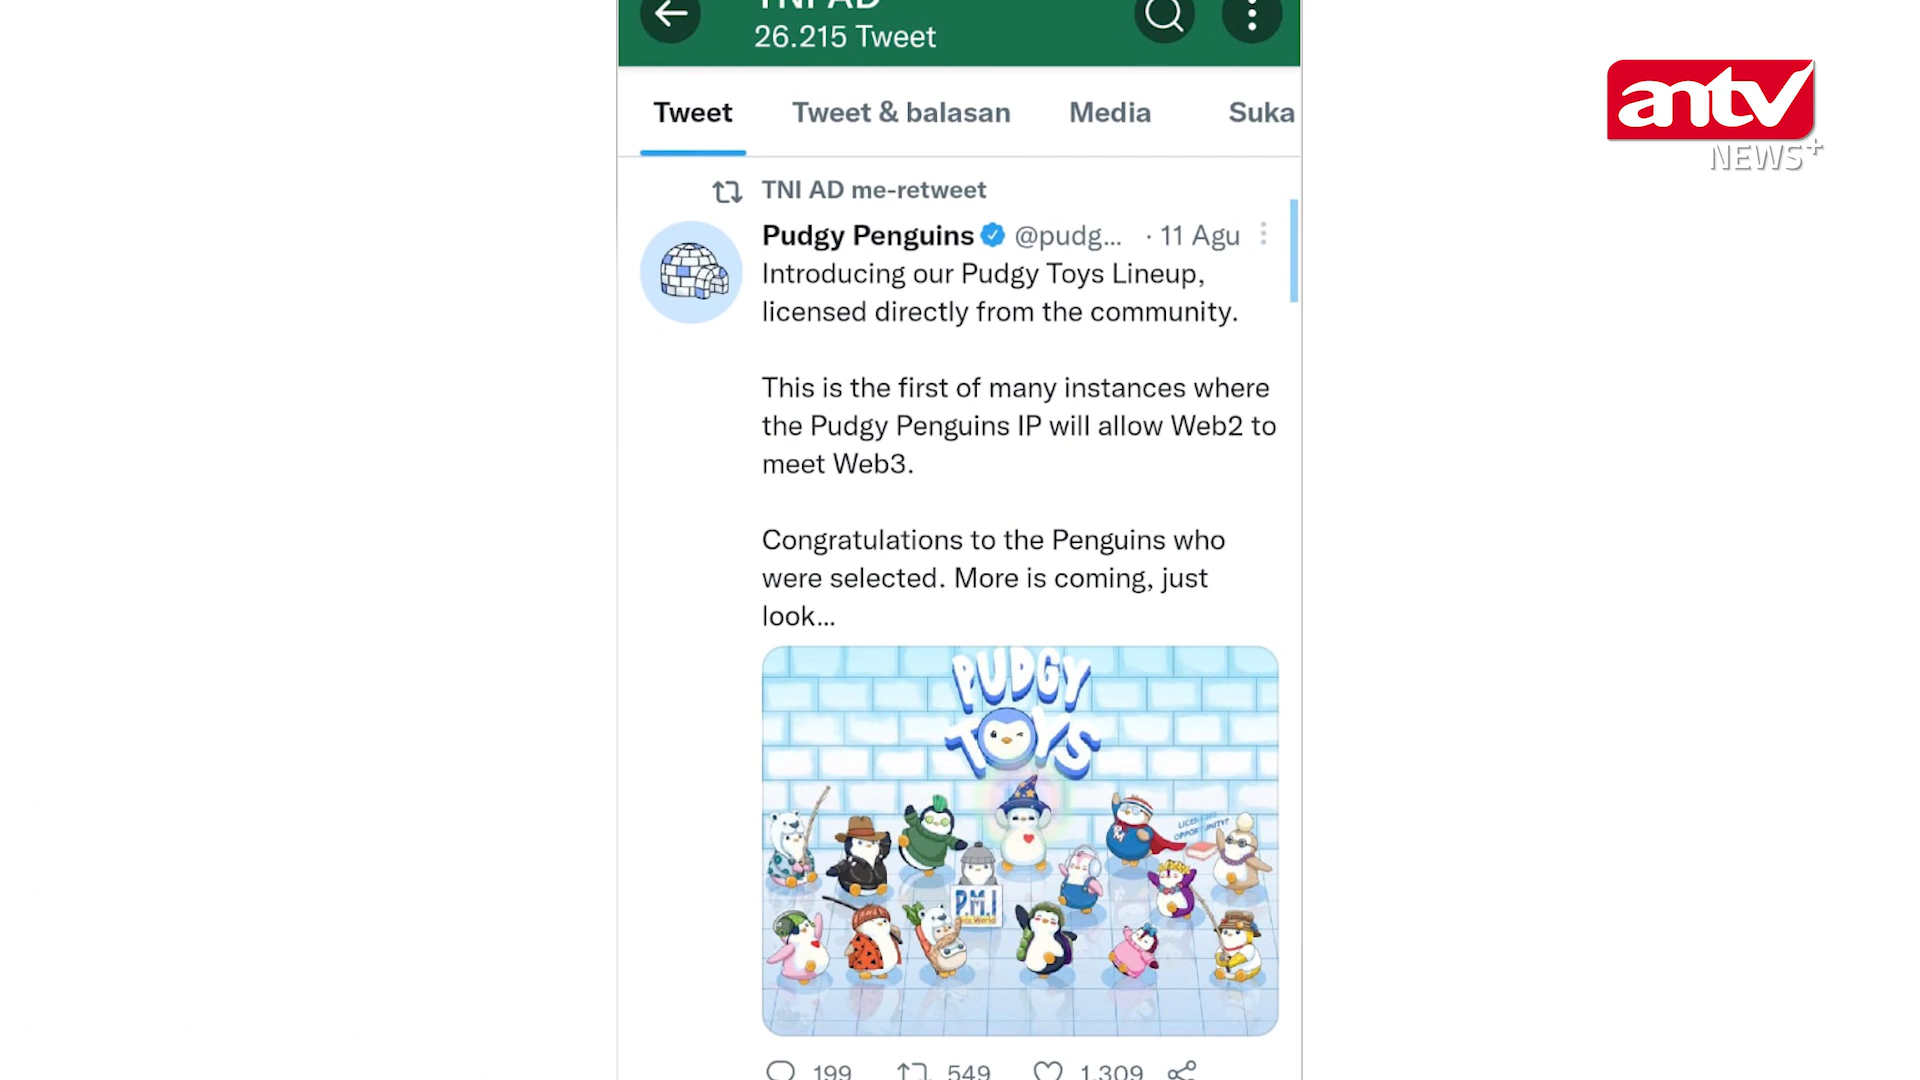 TNI AD
26.215 Tweet
Tweet
Tweet & balasan
Media
Suka
antv
NEWS+
TNI AD me-retweet
Pudgy Penguins @pudg... · 11 Agu
Introducing our Pudgy Toys Lineup,
licensed directly from the community.
This is the first of many instances where
the Pudgy Penguins IP will allow Web2 to
meet Web3.
Congratulations to the Penguins who
were selected. More is coming, just
look...
PUDGY
TOYS
P.M.I
199
549
1.309